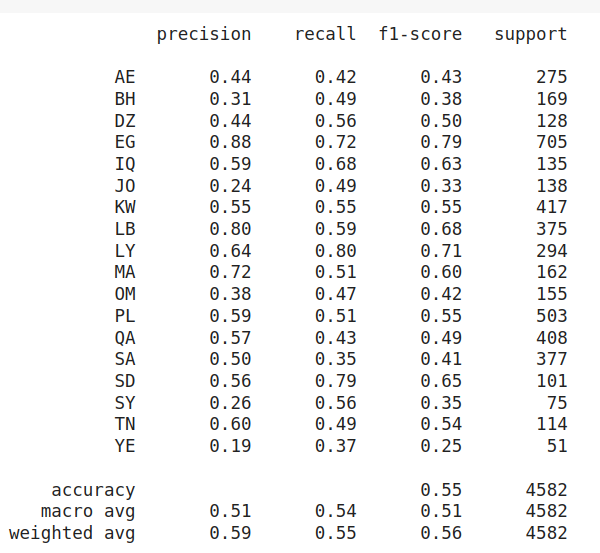 precision recall f1-score support
AE 0.44 0.42 0.43 275
BH 0.31 0.49 0.38 169
DZ 0.44 0.56 0.50 128
EG 0.88 0.72 0.79 705
IQ 0.59 0.68 0.63 135
JO 0.24 0.49 0.33 138
KW 0.55 0.55 0.55 417
LB 0.80 0.59 0.68 375
LY 0.64 0.80 0.71 294
MA 0.72 0.51 0.60 162
OM 0.38 0.47 0.42 155
PL 0.59 0.51 0.55 503
QA 0.57 0.43 0.49 408
SA 0.50 0.35 0.41 377
SD 0.56 0.79 0.65 101
SY 0.26 0.56 0.35 75
TN 0.60 0.49 0.54 114
YE 0.19 0.37 0.25 51
accuracy 0.55 4582
macro avg 0.51 0.54 0.51 4582
weighted avg 0.59 0.55 0.56 4582